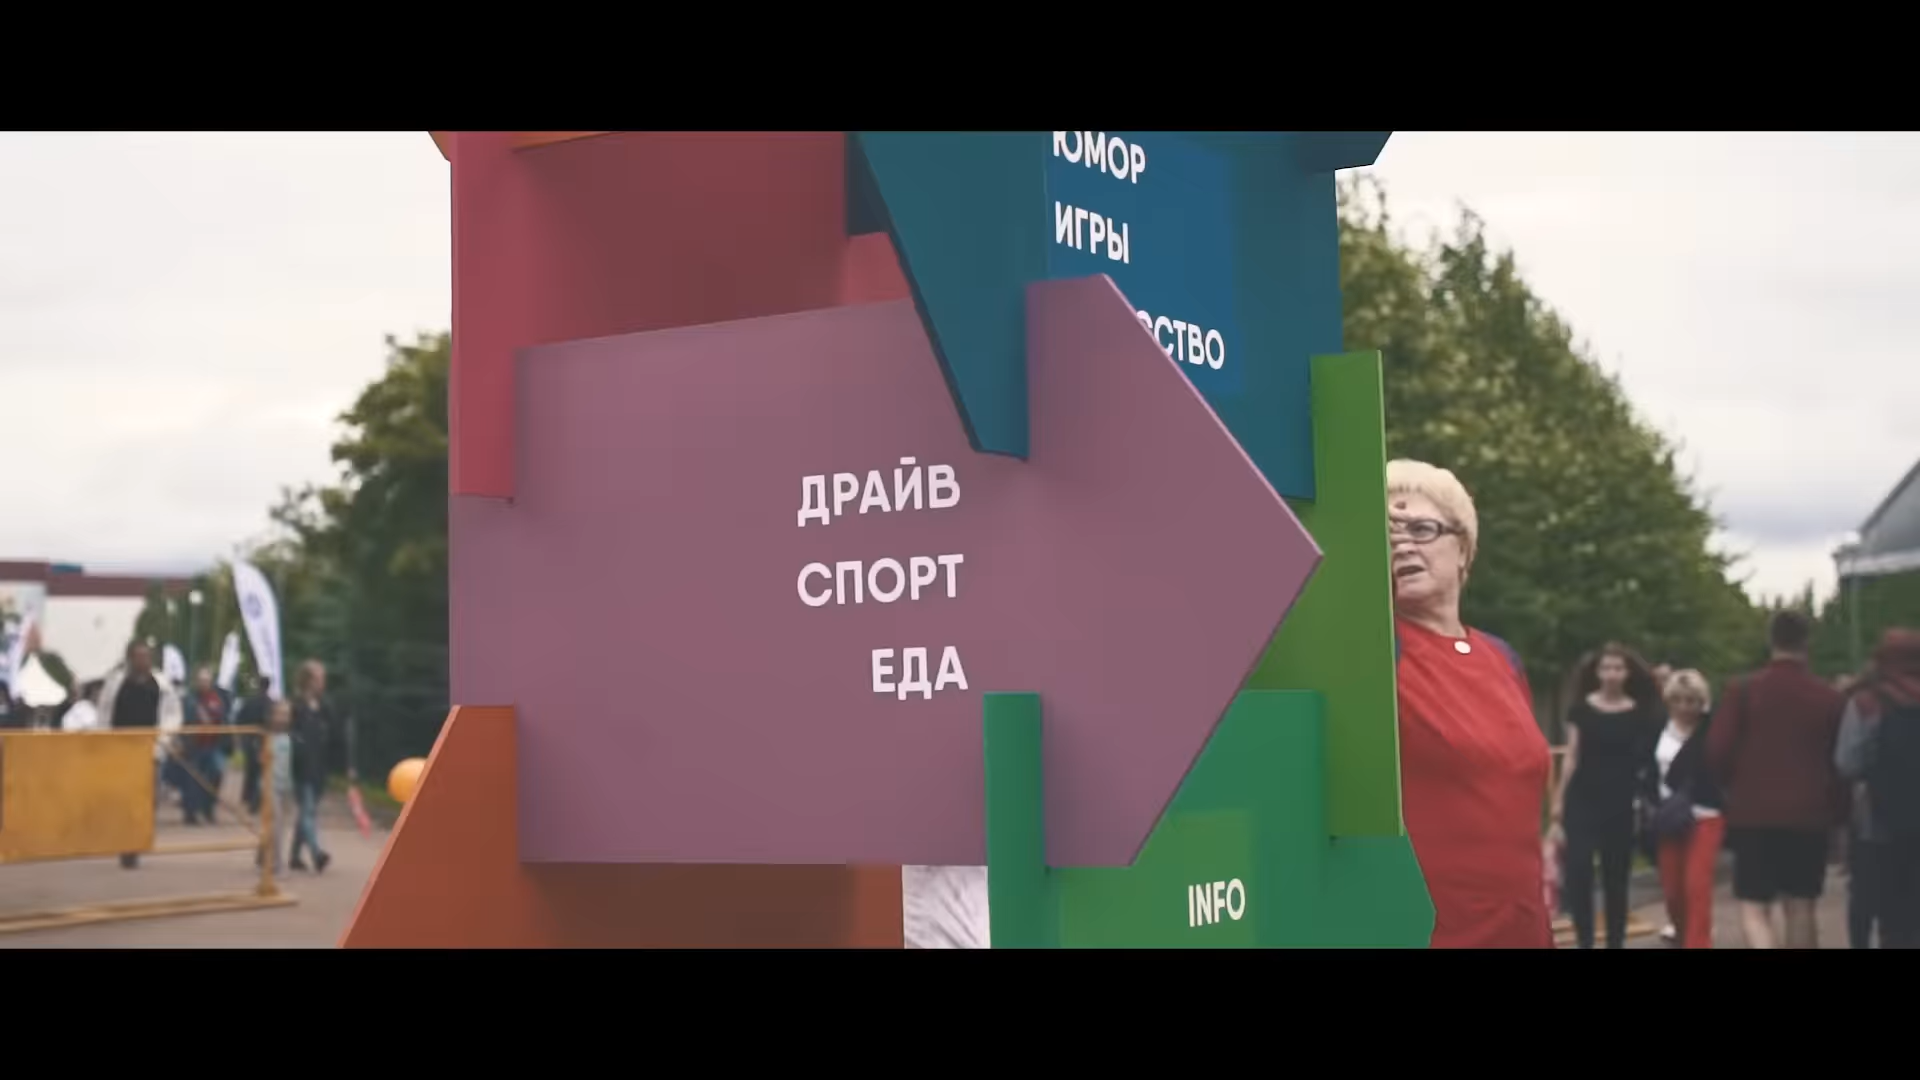 ЮМОР
ИГРЫ
ДРАЙВ
СПОРТ
ЕДА
INFO